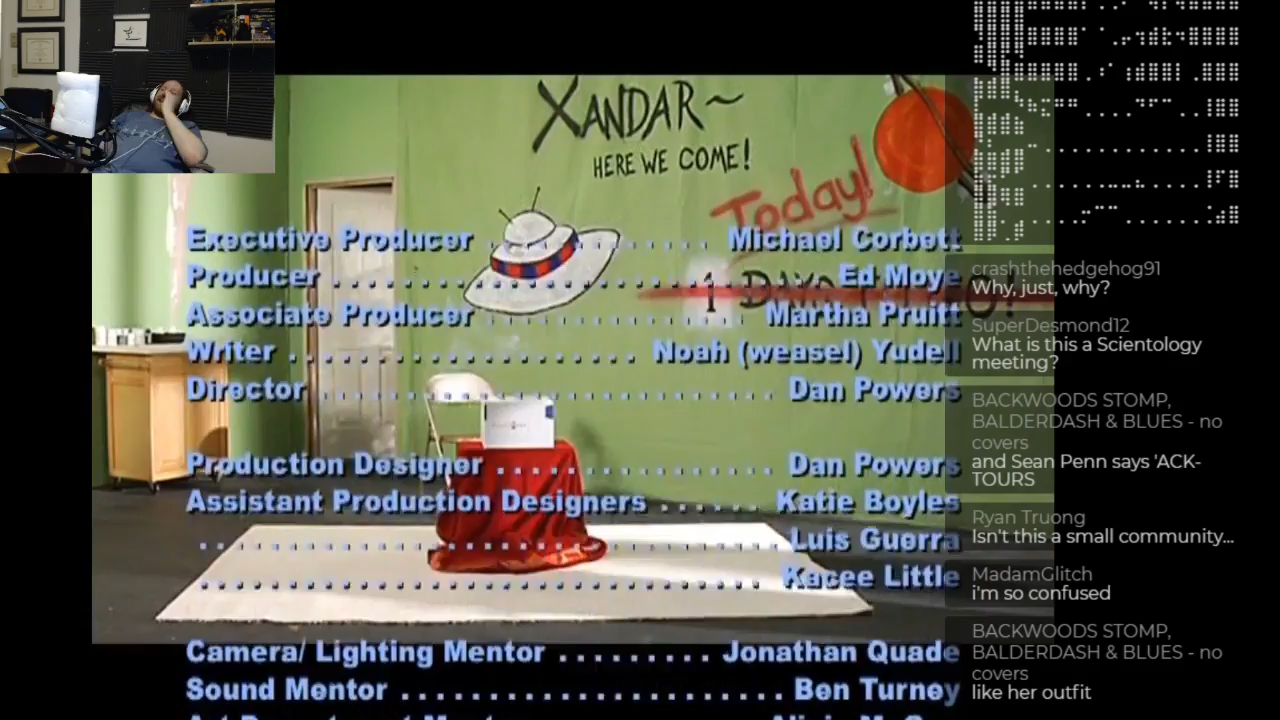 XANDAR~
HERE WE COME!
Today!
1 DAY
Executive Producer .......... Michael Corbett
Producer .......... Ed Moye
Associate Producer .......... Martha Pruitt
Writer .......... Noah (weasel) Yudell
Director .......... Dan Powers
Production Designer .......... Dan Powers
Assistant Production Designers ...... Katie Boyles
.......... Luis Guerra
.......... Kacee Little
Camera/ Lighting Mentor ........ Jonathan Quade
Sound Mentor .......... Ben Turney
crashthehedgehog91
Why, just, why?
SuperDesmond12
What is this a Scientology
meeting?
BACKWOODS STOMP,
BALDERDASH & BLUES - no
covers
and Sean Penn says 'ACK-
TOURS
Ryan Truong
Isn't this a small community...
MadamGlitch
i'm so confused
BACKWOODS STOMP,
BALDERDASH & BLUES - no
covers
like her outfit